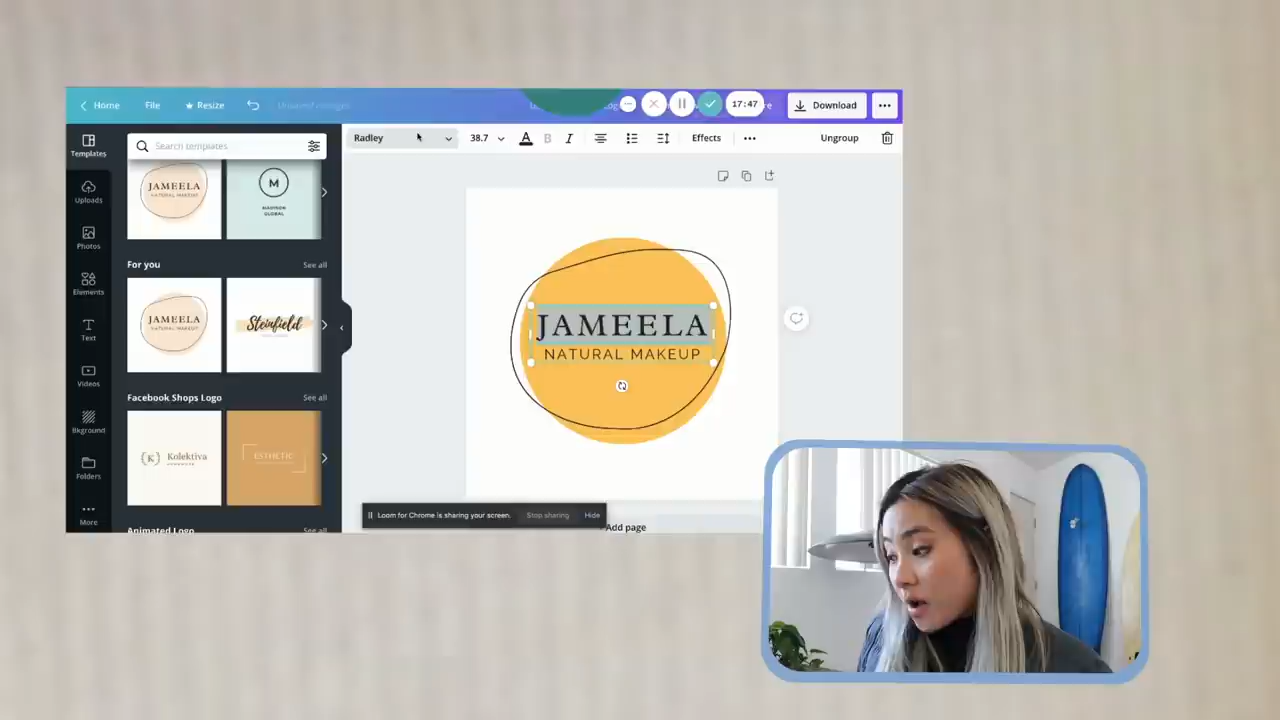 Home
File
Resize
Unsaved changes
17:47
re
Download
Templates
Search templates
Radley
38.7
A
B
I
Effects
Ungroup
Uploads
JAMEELA
NATURAL MAKEUP
M
MADISON
GLOBAL
Photos
For you
See all
Elements
JAMEELA
NATURAL MAKEUP
Steinfield
Text
JAMEELA
NATURAL MAKEUP
Videos
Facebook Shops Logo
See all
Bkground
K
Kolektiva
ESTHETIC
Folders
More
Loom for Chrome is sharing your screen.
Stop sharing
Hide
Animated Logo
See all
Add page